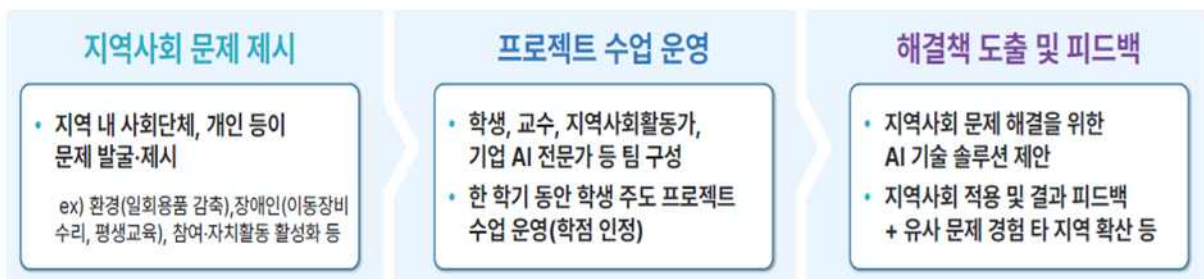 지역사회 문제 제시
• 지역 내 사회단체, 개인 등이
문제 발굴·제시
ex) 환경(일회용품 감축),장애인(이동장비
수리, 평생교육), 참여·자치활동 활성화 등
프로젝트 수업 운영
• 학생, 교수, 지역사회활동가,
기업 AI 전문가 등 팀 구성
• 한 학기 동안 학생 주도 프로젝트
수업 운영(학점 인정)
해결책 도출 및 피드백
• 지역사회 문제 해결을 위한
AI 기술 솔루션 제안
• 지역사회 적용 및 결과 피드백
+ 유사 문제 경험 타 지역 확산 등